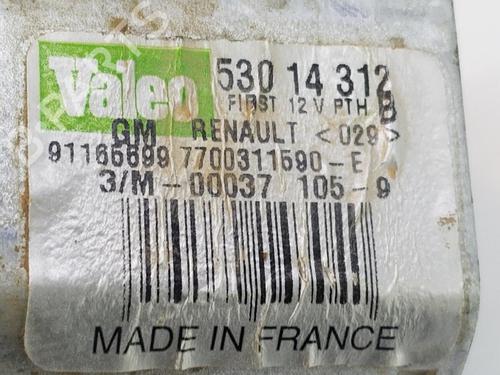 Valeo 530 14 312
FIRST 12 V PTH B
GM RENAULT <029>
91166699 7700311590-E
3/M-00037 105-9
MADE IN FRANCE